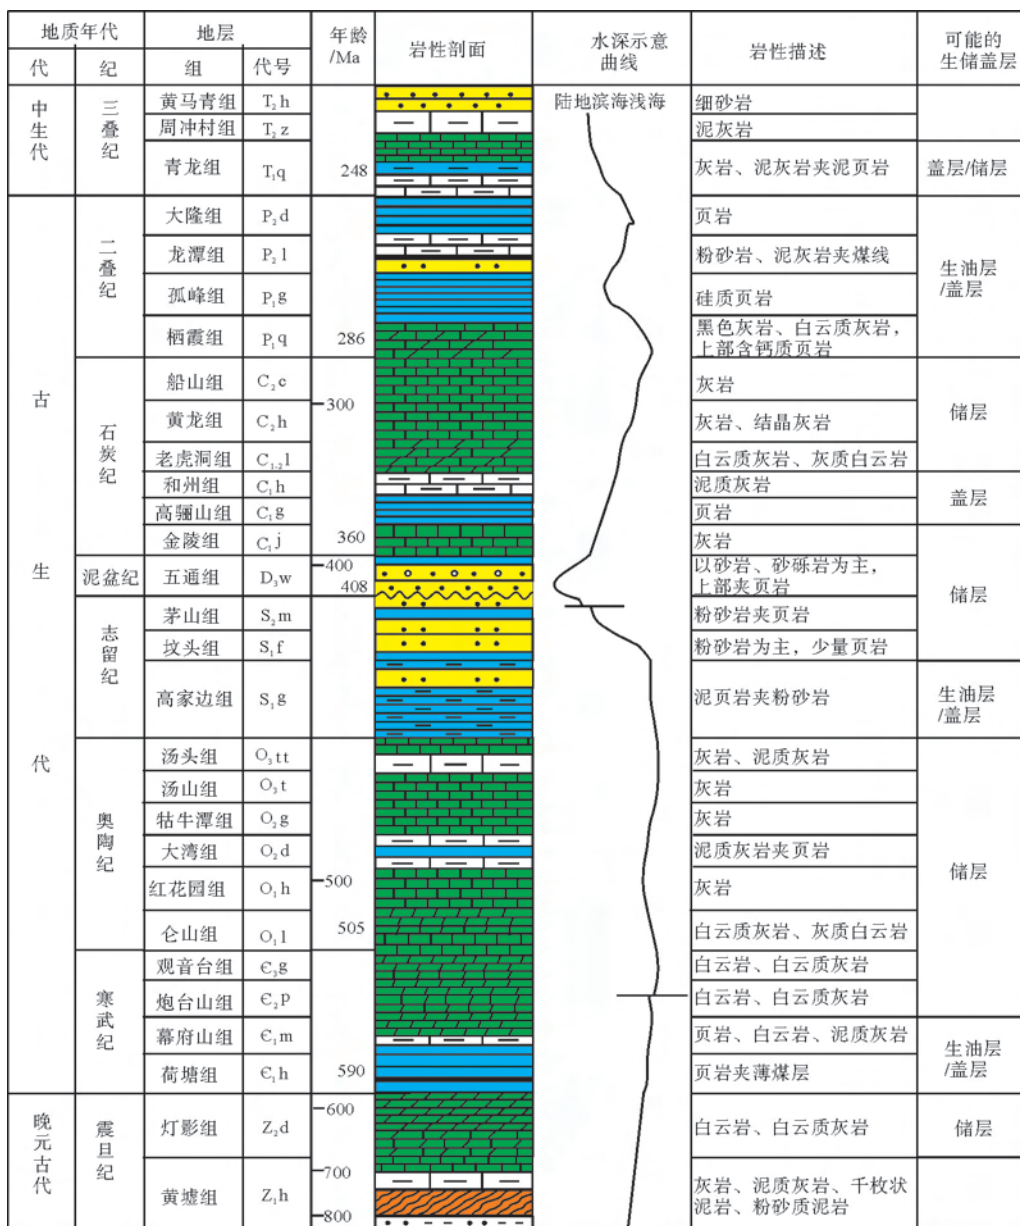 地质年代 地层 年龄 /Ma 岩性剖面 水深示意 曲线 岩性描述 可能的 生储盖层
代 纪 组 代号
陆地滨海浅海
中生代 三叠纪 黄马青组 T₂h 细砂岩
周冲村组 T₂z 泥灰岩
青龙组 T₁q 248 灰岩、泥灰岩夹泥页岩 盖层/储层
古生代 二叠纪 大隆组 P₂d 页岩 生油层 /盖层
龙潭组 P₂l 粉砂岩、泥灰岩夹煤线
孤峰组 P₁g 硅质页岩
栖霞组 P₁q 286 黑色灰岩、白云质灰岩，
上部含钙质页岩
石炭纪 船山组 C₂c 灰岩 储层
300
黄龙组 C₂h 灰岩、结晶灰岩
老虎洞组 C₁₋₂l 白云质灰岩、灰质白云岩
和州组 C₁h 泥质灰岩 盖层
高骊山组 C₁g 页岩
金陵组 C₁j 360 灰岩 储层
泥盆纪 五通组 D₃w 400 408 以砂岩、砂砾岩为主，
上部夹页岩
志留纪 茅山组 S₂m 粉砂岩夹页岩
坟头组 S₁f 粉砂岩为主，少量页岩
高家边组 S₁g 泥页岩夹粉砂岩 生油层 /盖层
奥陶纪 汤头组 O₃tt 灰岩、泥质灰岩 储层
汤山组 O₃t 灰岩
牯牛潭组 O₂g 灰岩
大湾组 O₂d 泥质灰岩夹页岩
红花园组 O₁h 500 灰岩
仑山组 O₁l 505 白云质灰岩、灰质白云岩
寒武纪 观音台组 Є₃g 白云岩、白云质灰岩
炮台山组 Є₂p 白云岩、白云质灰岩
幕府山组 Є₁m 页岩、白云岩、泥质灰岩 生油层 /盖层
荷塘组 Є₁h 590 页岩夹薄煤层
晚元古代 震旦纪 灯影组 Z₂d 600 白云岩、白云质灰岩 储层
700
黄墟组 Z₁h 灰岩、泥质灰岩、千枚状
泥岩、粉砂质泥岩
800